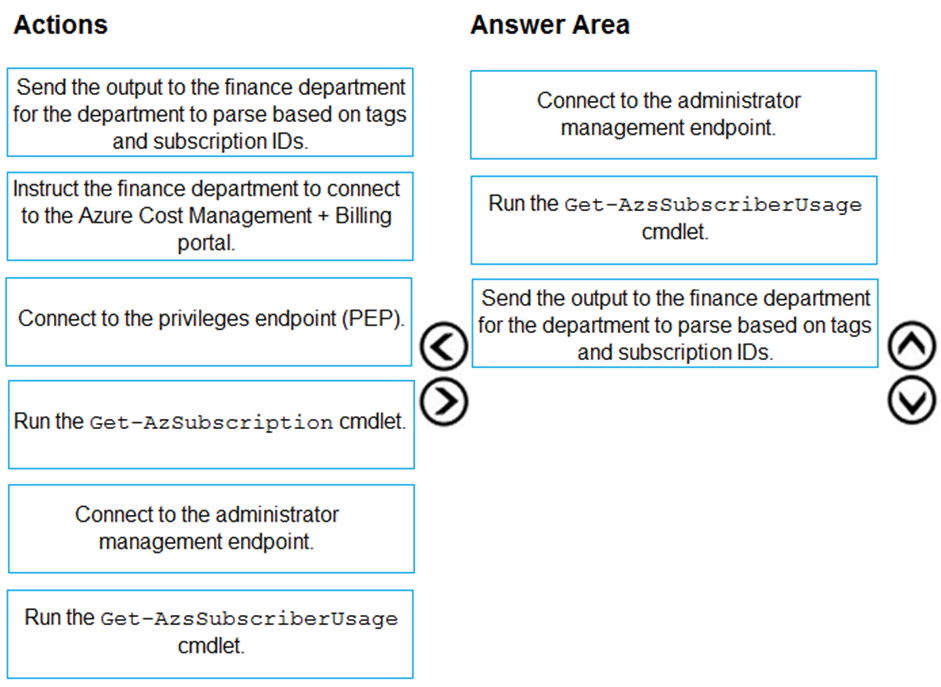 Actions
Send the output to the finance department
for the department to parse based on tags
and subscription IDs.
Instruct the finance department to connect
to the Azure Cost Management + Billing
portal.
Connect to the privileges endpoint (PEP).
Run the Get-AzSubscription cmdlet.
Connect to the administrator
management endpoint.
Run the Get-AzsSubscriberUsage
cmdlet.
Answer Area
Connect to the administrator
management endpoint.
Run the Get-AzsSubscriberUsage
cmdlet.
Send the output to the finance department
for the department to parse based on tags
and subscription IDs.